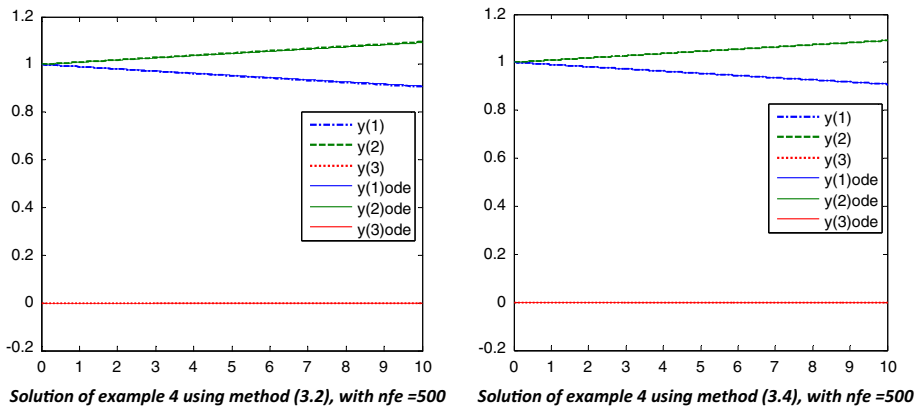 1.2
1
0.8
0.6
0.4
0.2
0
-0.2
0 1 2 3 4 5 6 7 8 9 10
y(1)
y(2)
y(3)
y(1)ode
y(2)ode
y(3)ode
Solution of example 4 using method (3.2), with nfe =500
1.2
1
0.8
0.6
0.4
0.2
0
-0.2
0 1 2 3 4 5 6 7 8 9 10
y(1)
y(2)
y(3)
y(1)ode
y(2)ode
y(3)ode
Solution of example 4 using method (3.4), with nfe =500